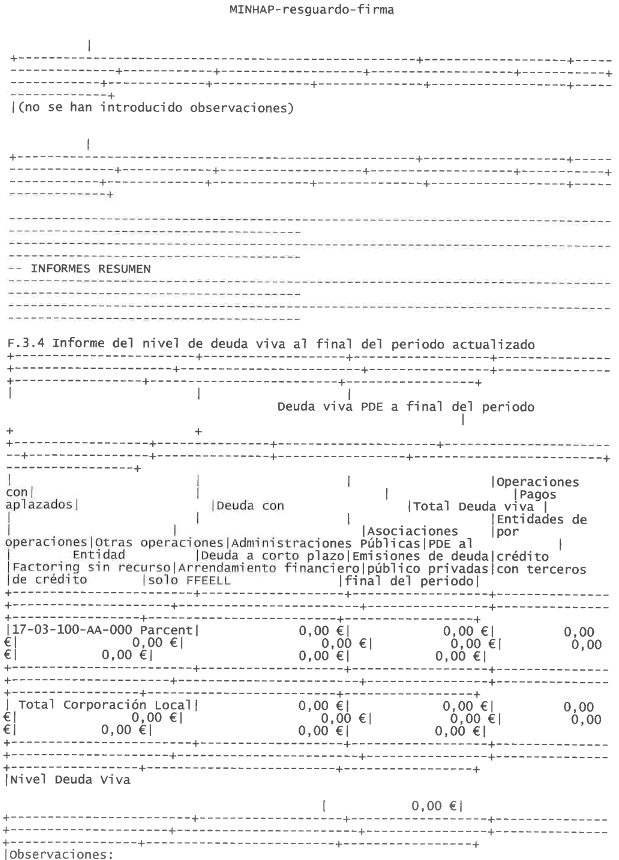 MINHAP-resguardo-firma
|
+----------------------------------------------------+-------------------+-----
--------------+-------------------+------------------+-------------------+-----------+
------------+-------------+-------------+--------------+-----------------------
-------------+
|(no se han introducido observaciones)
|
+----------------------------------------------------+-------------------+-----
--------------+-------------------+------------------+-------------------+-----------+
------------+-------------+-------------+--------------+-----------------------
-------------+
--------------------------------------------------------------------------------
--------------------------------------
--------------------------------------------------------------------------------
--------------------------------------
-- INFORMES RESUMEN
--------------------------------------------------------------------------------
--------------------------------------
--------------------------------------------------------------------------------
--------------------------------------
F.3.4 Informe del nivel de deuda viva al final del periodo actualizado
+------------------------+-------------------+------------------+---------------
----------------------+------------------------+----------------+---------------
+-----------------+-------------------------+-----------------+
| | |
Deuda viva PDE a final del periodo
|
+ +
+------------------+---------------+---------------------+----------------------
--+-------------------+---------------------+---------------------+-------------+
-----------------+
| | | |Operaciones
con| | | |Pagos
aplazados| |Deuda con |Total Deuda viva |
| | | |Entidades de
| |Asociaciones |por
operaciones|Otras operaciones|Administraciones Públicas|PDE al |
| Entidad |Deuda a corto plazo|Emisiones de deuda|crédito
|Factoring sin recurso|Arrendamiento financiero|público privadas|con terceros
|de crédito |solo FFEELL |final del periodo|
+------------------------+-------------------+------------------+---------------
+---------------------+------------------------+----------------+---------------
+-----------------+-------------------------+-----------------+
|17-03-100-AA-000 Parcent| 0,00 €| 0,00 €| 0,00
€| 0,00 €| 0,00 €| 0,00 €| 0,00
€| 0,00 €| 0,00 €| 0,00 €|
+------------------------+-------------------+------------------+---------------
+---------------------+------------------------+----------------+---------------
+-----------------+-------------------------+-----------------+
| Total Corporación Local| 0,00 €| 0,00 €| 0,00
€| 0,00 €| 0,00 €| 0,00 €| 0,00
€| 0,00 €| 0,00 €| 0,00 €|
+------------------------+-------------------+------------------+---------------
+---------------------+------------------------+----------------+---------------
+-----------------+-------------------------+-----------------+
|Nivel Deuda Viva
| 0,00 €|
+------------------------+-------------------+------------------+---------------
+---------------------+------------------------+----------------+---------------
+-----------------+-------------------------+-----------------+
|Observaciones: